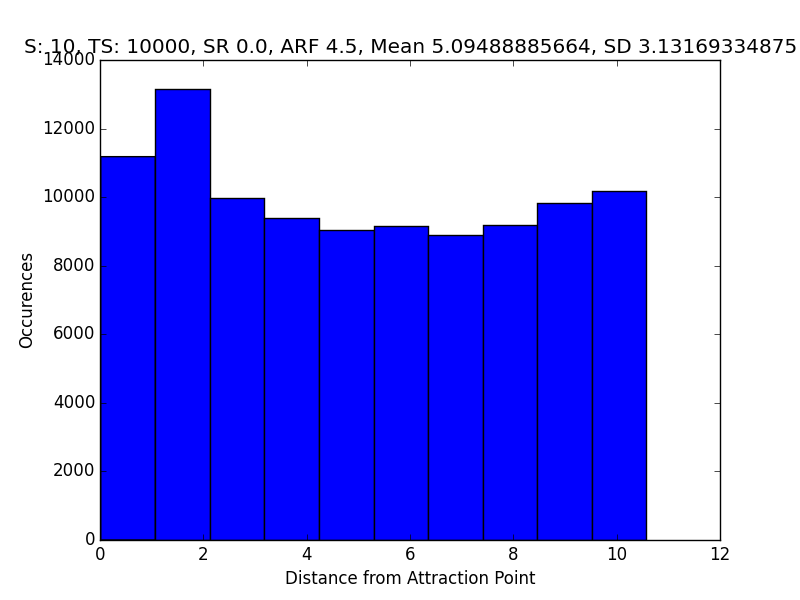 S: 10, TS: 10000, SR 0.0, ARF 4.5, Mean 5.09488885664, SD 3.13169334875
14000
12000
10000
8000
6000
4000
2000
0
Occurences
0 2 4 6 8 10 12
Distance from Attraction Point